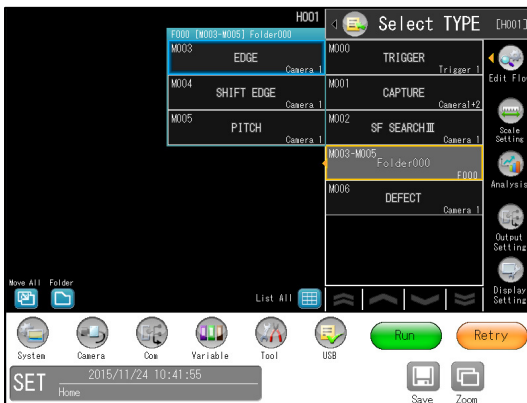 H001
Select TYPE
[H001]
F000 [M003-M005] Folder000
M003
EDGE
Camera 1
M004
SHIFT EDGE
Camera 1
M005
PITCH
Camera 1
M000
TRIGGER
Trigger 1
M001
CAPTURE
Camera1+2
M002
SF SEARCHⅢ
Camera 1
M003-M005
Folder000
F000
M006
DEFECT
Camera 1
Edit Flo
Scale
Setting
Analysis
Output
Setting
Display
Setting
Move All
Folder
List All
System
Camera
Com
Variable
Tool
USB
Run
Retry
SET
2015/11/24 10:41:55
Home
Save
Zoom